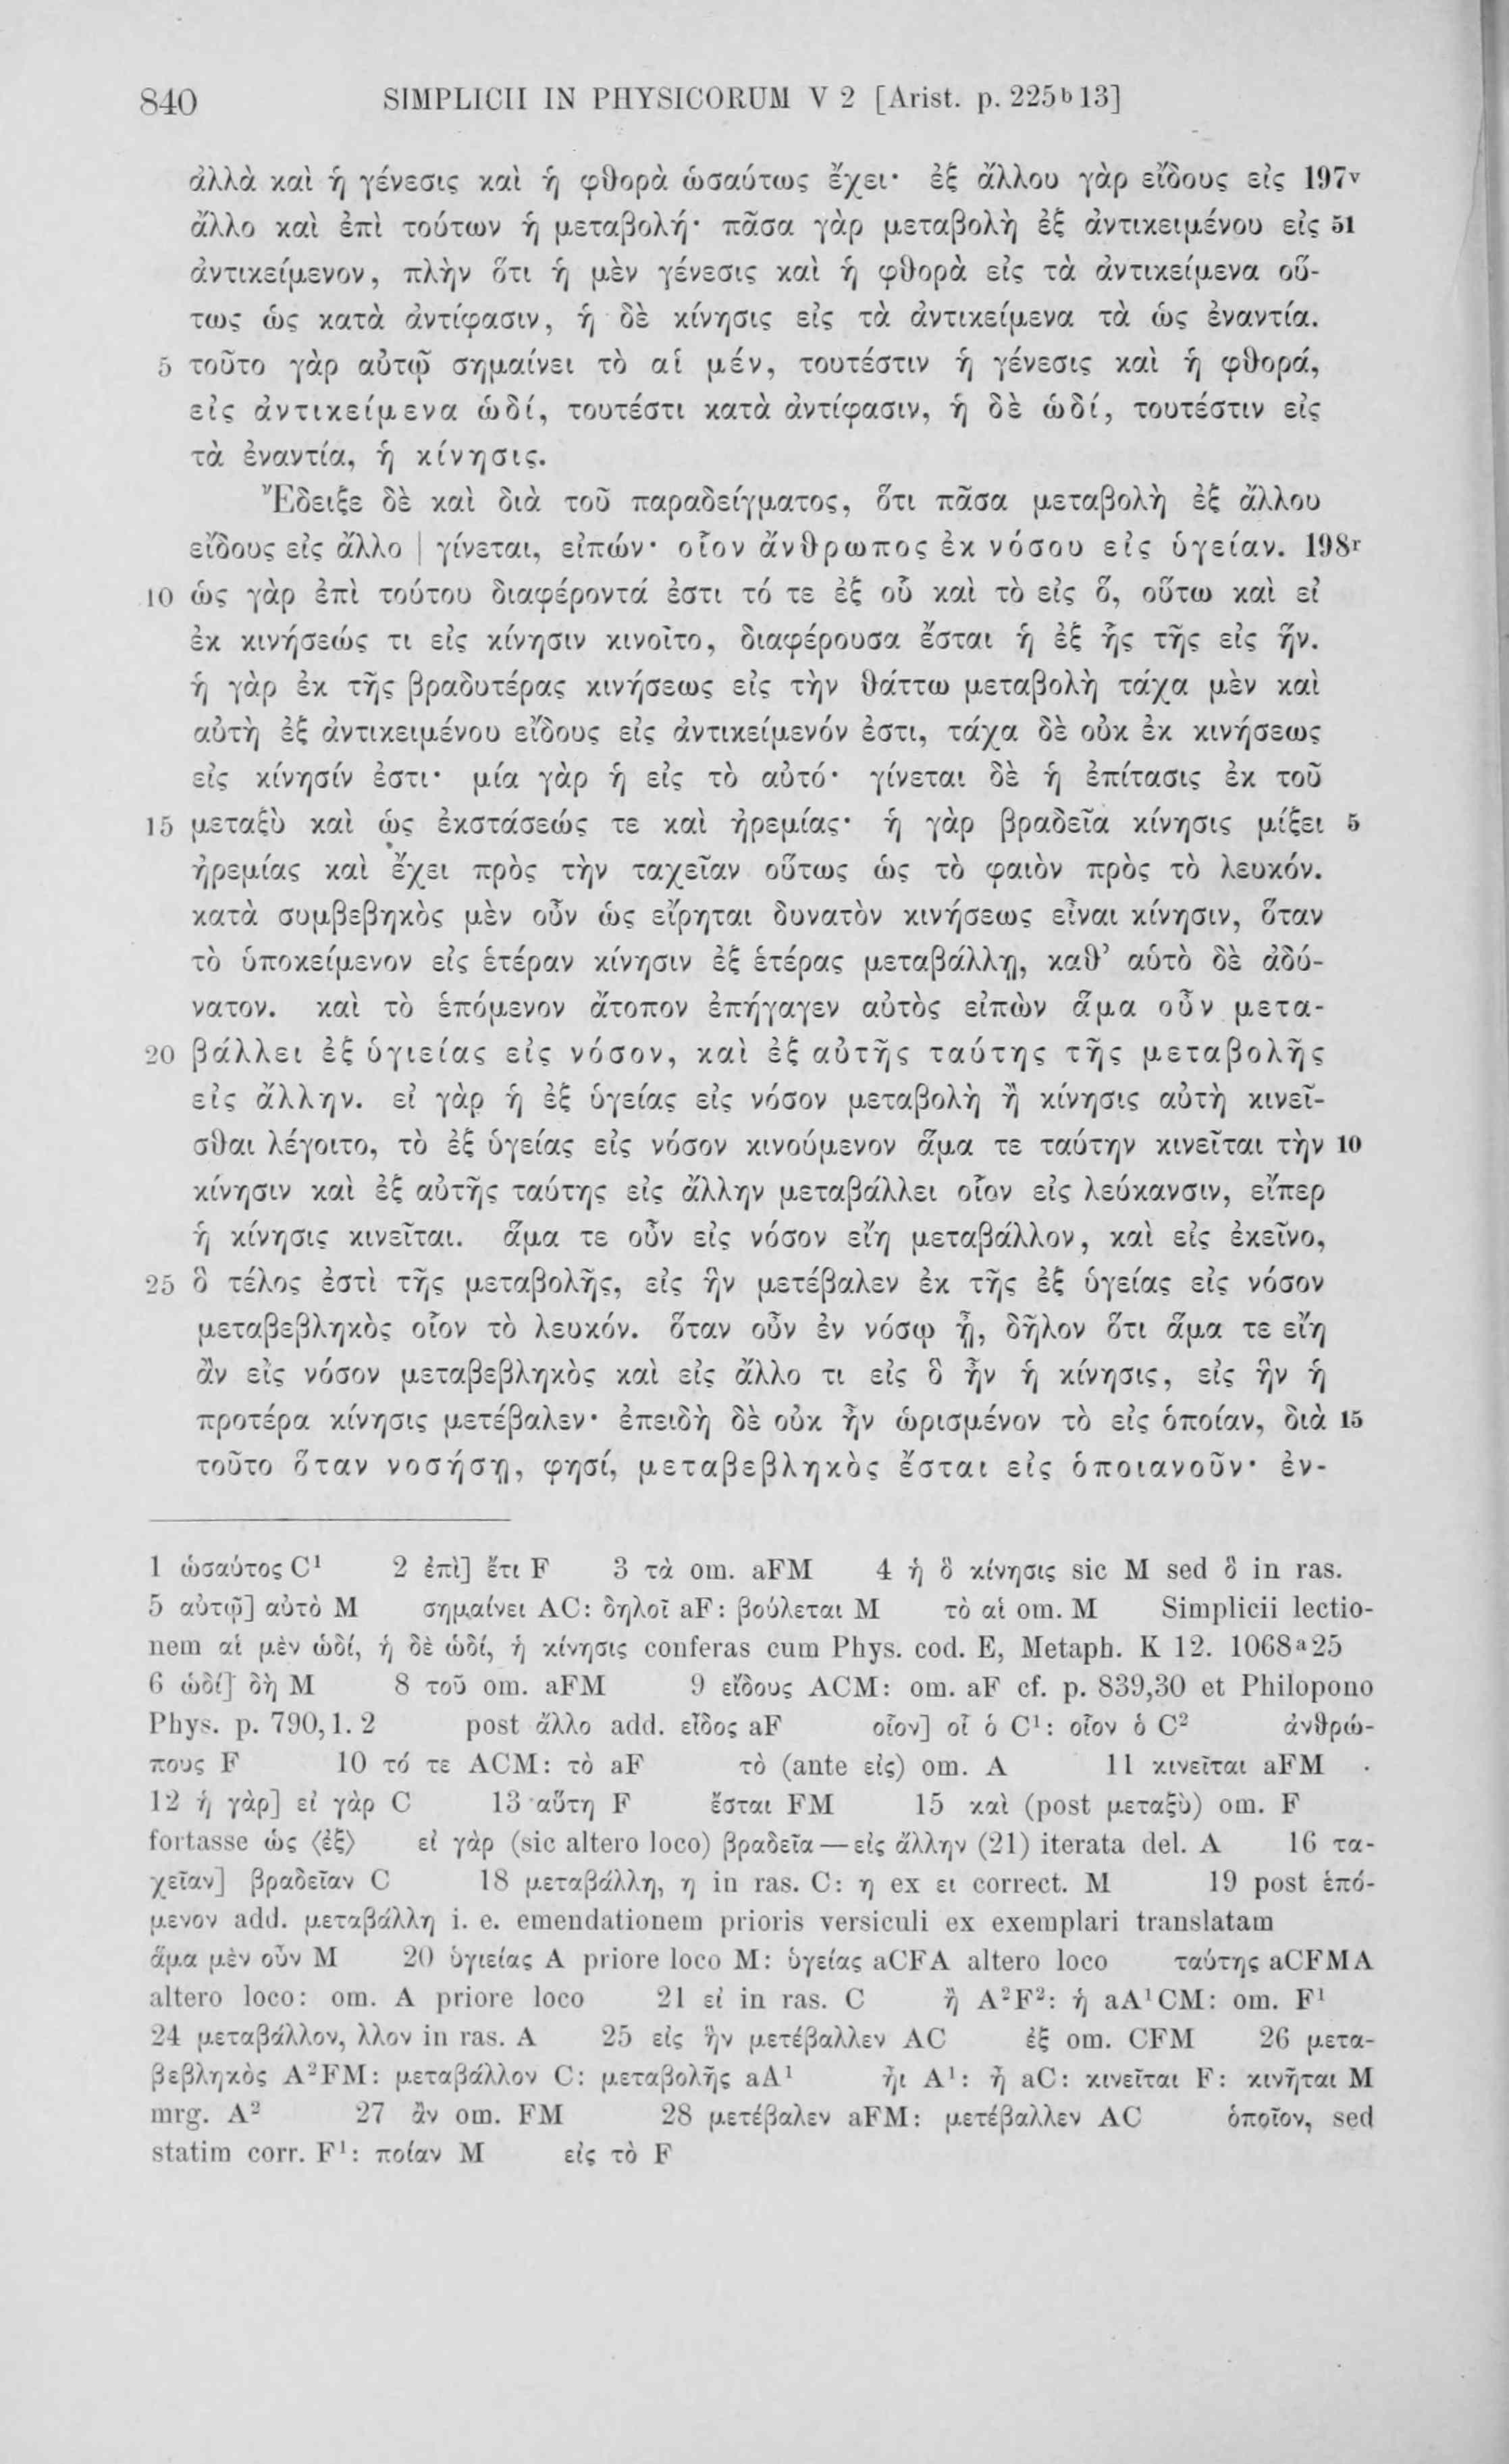 840 SIMPLICII IN PHYSICORUM V 2 [Arist. p. 225ᵇ13]
ἀλλὰ καὶ ἡ γένεσις καὶ ἡ φθορὰ ὡσαύτως ἔχει· ἐξ ἄλλου γὰρ εἴδους εἰς 197ᵛ
ἄλλο καὶ ἐπὶ τούτων ἡ μεταβολή· πᾶσα γὰρ μεταβολὴ ἐξ ἀντικειμένου εἰς 51
ἀντικείμενον, πλὴν ὅτι ἡ μὲν γένεσις καὶ ἡ φθορὰ εἰς τὰ ἀντικείμενα οὕ-
τως ὡς κατὰ ἀντίφασιν, ἡ δὲ κίνησις εἰς τὰ ἀντικείμενα τὰ ὡς ἐναντία.
5 τοῦτο γὰρ αὐτῷ σημαίνει τὸ αἱ μέν, τουτέστιν ἡ γένεσις καὶ ἡ φθορά,
εἰς ἀντικείμενα ὡδί, τουτέστι κατὰ ἀντίφασιν, ἡ δὲ ὡδί, τουτέστιν εἰς
τὰ ἐναντία, ἡ κίνησις.
Ἔδειξε δὲ καὶ διὰ τοῦ παραδείγματος, ὅτι πᾶσα μεταβολὴ ἐξ ἄλλου
εἴδους εἰς ἄλλο | γίνεται, εἰπών· οἷον ἄνθρωπος ἐκ νόσου εἰς ὑγείαν. 198ʳ
10 ὡς γὰρ ἐπὶ τούτου διαφέροντά ἐστι τό τε ἐξ οὗ καὶ τὸ εἰς ὅ, οὕτω καὶ εἰ
ἐκ κινήσεώς τι εἰς κίνησιν κινοῖτο, διαφέρουσα ἔσται ἡ ἐξ ἧς τῆς εἰς ἥν.
ἡ γὰρ ἐκ τῆς βραδυτέρας κινήσεως εἰς τὴν θάττω μεταβολὴ τάχα μὲν καὶ
αὐτὴ ἐξ ἀντικειμένου εἴδους εἰς ἀντικείμενόν ἐστι, τάχα δὲ οὐκ ἐκ κινήσεως
εἰς κίνησίν ἐστι· μία γὰρ ἡ εἰς τὸ αὐτό· γίνεται δὲ ἡ ἐπίτασις ἐκ τοῦ
15 μεταξὺ καὶ ὡς ἐκστάσεώς τε καὶ ἠρεμίας· ἡ γὰρ βραδεῖα κίνησις μίξει 5
ἠρεμίας καὶ ἔχει πρὸς τὴν ταχεῖαν οὕτως ὡς τὸ φαιὸν πρὸς τὸ λευκόν.
κατὰ συμβεβηκὸς μὲν οὖν ὡς εἴρηται δυνατὸν κινήσεως εἶναι κίνησιν, ὅταν
τὸ ὑποκείμενον εἰς ἑτέραν κίνησιν ἐξ ἑτέρας μεταβάλλῃ, καθ’ αὑτὸ δὲ ἀδύ-
νατον. καὶ τὸ ἑπόμενον ἄτοπον ἐπήγαγεν αὐτὸς εἰπὼν ἅμα οὖν μετα-
20 βάλλει ἐξ ὑγιείας εἰς νόσον, καὶ ἐξ αὐτῆς ταύτης τῆς μεταβολῆς
εἰς ἄλλην. εἰ γὰρ ἡ ἐξ ὑγείας εἰς νόσον μεταβολὴ ἢ κίνησις αὐτὴ κινεῖ-
σθαι λέγοιτο, τὸ ἐξ ὑγείας εἰς νόσον κινούμενον ἅμα τε ταύτην κινεῖται τὴν 10
κίνησιν καὶ ἐξ αὐτῆς ταύτης εἰς ἄλλην μεταβάλλει οἷον εἰς λεύκανσιν, εἴπερ
ἡ κίνησις κινεῖται. ἅμα τε οὖν εἰς νόσον εἴη μεταβάλλον, καὶ εἰς ἐκεῖνο,
25 ὃ τέλος ἐστὶ τῆς μεταβολῆς, εἰς ἣν μετέβαλεν ἐκ τῆς ἐξ ὑγείας εἰς νόσον
μεταβεβληκὸς οἷον τὸ λευκόν. ὅταν οὖν ἐν νόσῳ ᾖ, δῆλον ὅτι ἅμα τε εἴη
ἂν εἰς νόσον μεταβεβληκὸς καὶ εἰς ἄλλο τι εἰς ὃ ἦν ἡ κίνησις, εἰς ἣν ἡ
προτέρα κίνησις μετέβαλεν· ἐπειδὴ δὲ οὐκ ἦν ὡρισμένον τὸ εἰς ὁποίαν, διὰ 15
τοῦτο ὅταν νοσήσῃ, φησί, μεταβεβληκὸς ἔσται εἰς ὁποιανοῦν· ἐν-
1 ὡσαύτος C¹ 2 ἐπὶ] ἔτι F 3 τὰ om. aFM 4 ἡ ὃ κίνησις sic M sed ὃ in ras.
5 αὐτῷ] αὐτὸ M σημαίνει AC: δηλοῖ aF: βούλεται M τὸ αἱ om. M Simplicii lectio-
nem αἱ μὲν ὡδί, ἡ δὲ ὡδί, ἡ κίνησις conferas cum Phys. cod. E, Metaph. K 12. 1068ᵃ25
6 ὡδί] δὴ M 8 τοῦ om. aFM 9 εἴδους ACM: om. aF cf. p. 839,30 et Philopono
Phys. p. 790,1. 2 post ἄλλο add. εἶδος aF οἷον] οἷ ὁ C¹: οἷον ὁ C² ἀνθρώ-
πους F 10 τό τε ACM: τὸ aF τὸ (ante εἰς) om. A 11 κινεῖται aFM
12 ἡ γὰρ] εἰ γὰρ C 13 αὕτη F ἔσται FM 15 καὶ (post μεταξὺ) om. F
fortasse ὡς ⟨ἐξ⟩ εἰ γὰρ (sic altero loco) βραδεῖα — εἰς ἄλλην (21) iterata del. A 16 τα-
χεῖαν] βραδεῖαν C 18 μεταβάλλη, η in ras. C: η ex ει correct. M 19 post ἑπό-
μενον add. μεταβάλλη i. e. emendationem prioris versiculi ex exemplari translatam
ἅμα μὲν οὖν M 20 ὑγιείας A priore loco M: ὑγείας aCFA altero loco ταύτης aCFMA
altero loco: om. A priore loco 21 εἰ in ras. C ἢ A²F²: ἡ aA¹CM: om. F¹
24 μεταβάλλον, λλον in ras. A 25 εἰς ἣν μετέβαλλεν AC ἐξ om. CFM 26 μετα-
βεβληκὸς A²FM: μεταβάλλον C: μεταβολῆς aA¹ ἦι A¹: ἦ aC: κινεῖται F: κινῆται M
mrg. A² 27 ἂν om. FM 28 μετέβαλεν aFM: μετέβαλλεν AC ὁποῖον, sed
statim corr. F¹: ποίαν M εἰς τὸ F